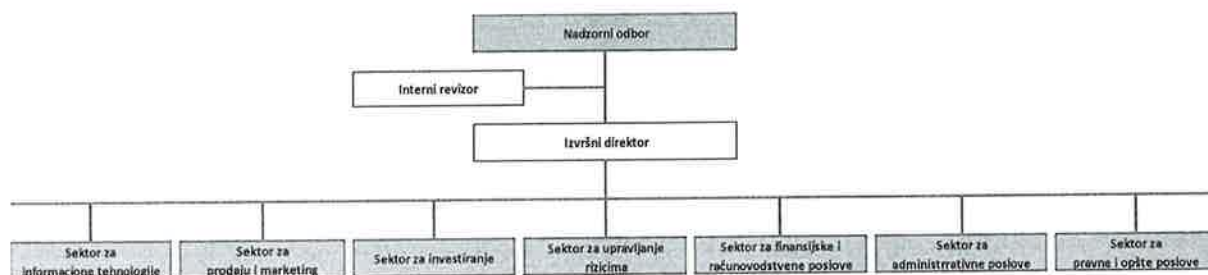 Nadzorni odbor
Interni revizor
Izvršni direktor
Sektor za
informacione tehnologije
Sektor za
prodaju i marketing
Sektor za investiranje
Sektor za upravljanje
rizicima
Sektor za finansijske i
računovodstvene poslove
Sektor za
administrrativne poslove
Sektor za
pravne i opšte poslove